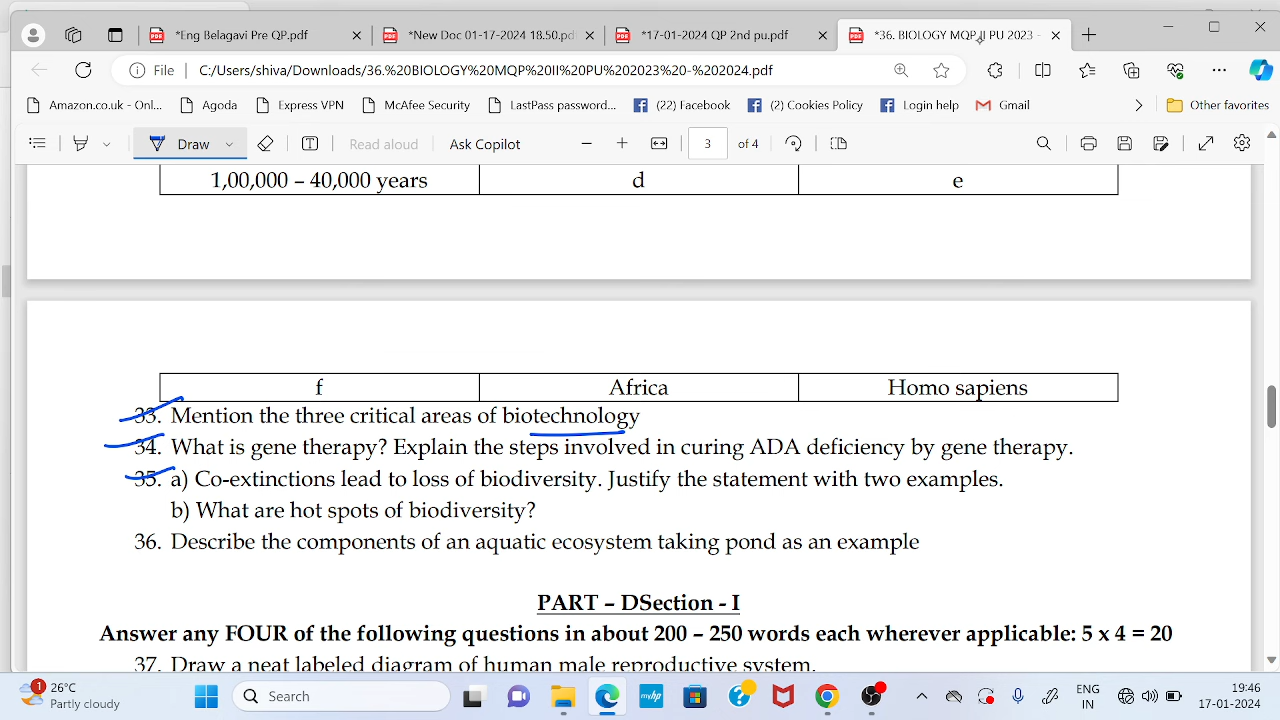 *Eng Belagavi Pre QP.pdf
*New Doc 01-17-2024 18.50.pd
*17-01-2024 QP 2nd pu.pdf
*36. BIOLOGY MQP II PU 2023 -
File C:/Users/shiva/Downloads/36.%20BIOLOGY%20MQP%20II%20PU%202023%20-%202024.pdf
Amazon.co.uk - Onl...
Agoda
Express VPN
McAfee Security
LastPass password...
(22) Facebook
(2) Cookies Policy
Login help
Gmail
Other favorites
Draw
Read aloud
Ask Copilot
3 of 4
1,00,000 – 40,000 years d e
f Africa Homo sapiens
33. Mention the three critical areas of biotechnology
34. What is gene therapy? Explain the steps involved in curing ADA deficiency by gene therapy.
35. a) Co-extinctions lead to loss of biodiversity. Justify the statement with two examples.
b) What are hot spots of biodiversity?
36. Describe the components of an aquatic ecosystem taking pond as an example
PART – DSection - I
Answer any FOUR of the following questions in about 200 – 250 words each wherever applicable: 5 x 4 = 20
37. Draw a neat labeled diagram of human male reproductive system.
1
26°C
Partly cloudy
Search
myhp
ENG
IN
19:46
17-01-2024